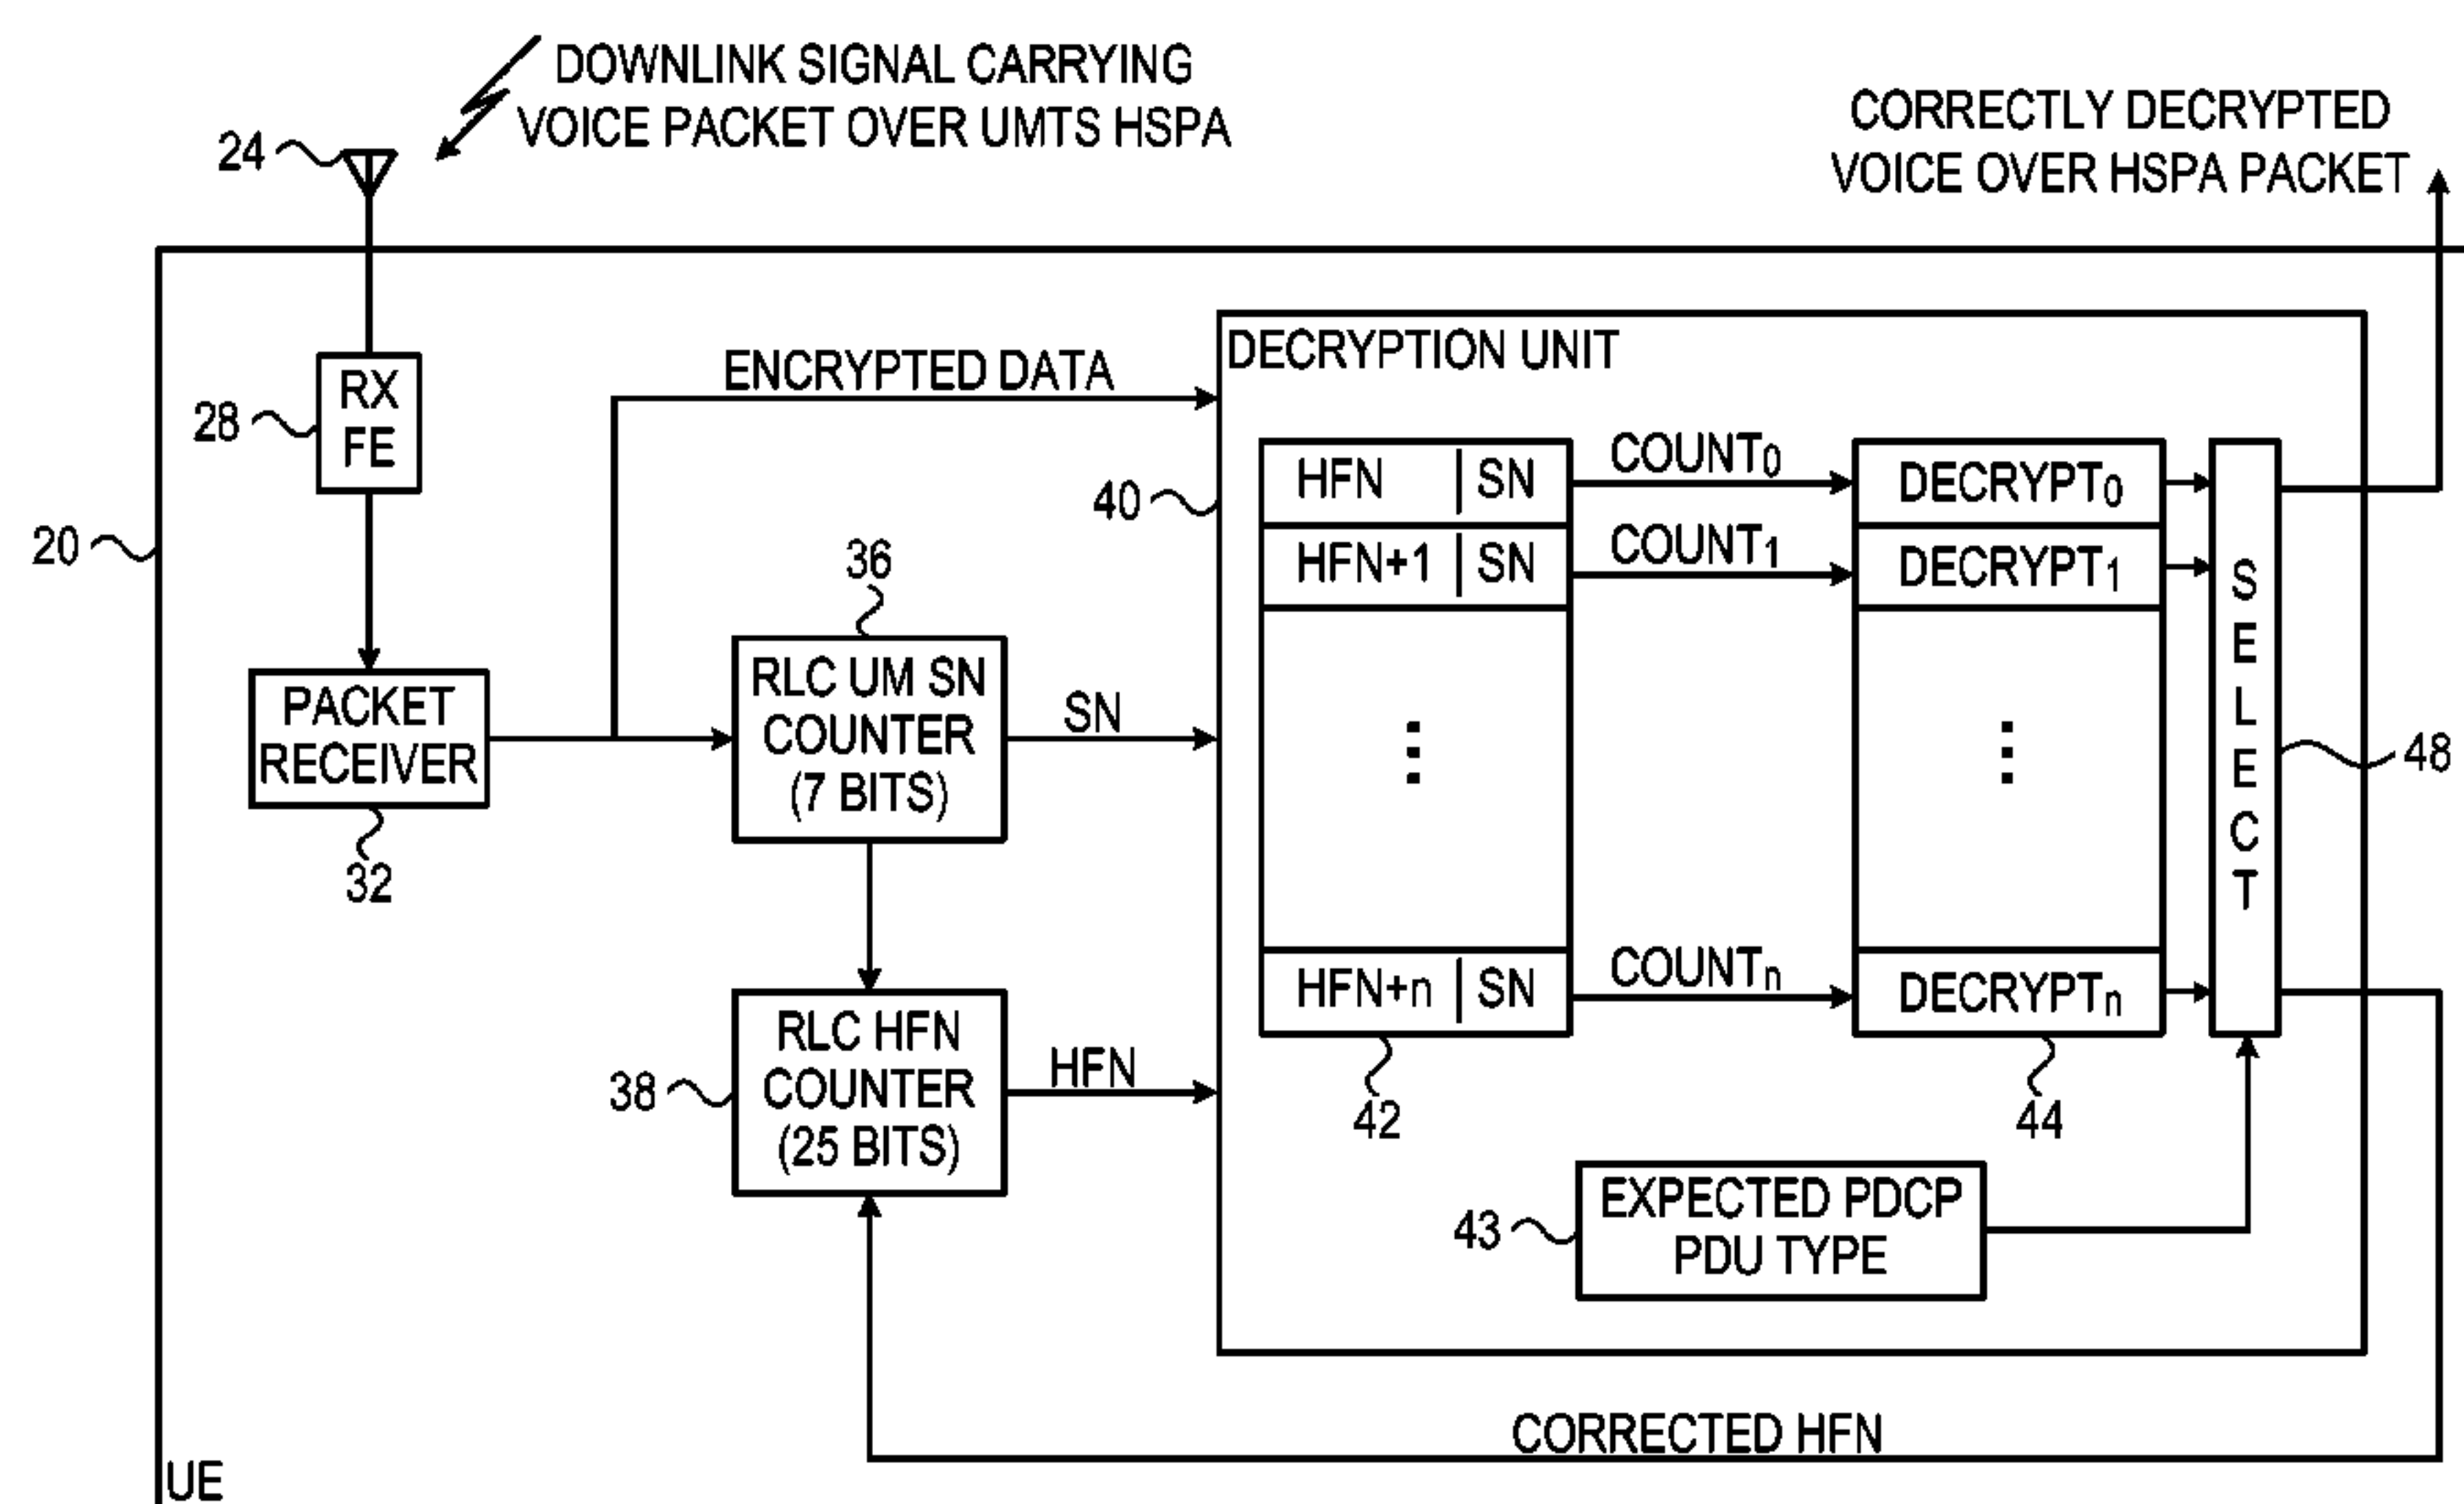 DOWNLINK SIGNAL CARRYING
VOICE PACKET OVER UMTS HSPA
CORRECTLY DECRYPTED
VOICE OVER HSPA PACKET
24
28
RX
FE
20
PACKET
RECEIVER
32
ENCRYPTED DATA
36
RLC UM SN
COUNTER
(7 BITS)
SN
38
RLC HFN
COUNTER
(25 BITS)
HFN
40
DECRYPTION UNIT
HFN | SN
COUNT0
DECRYPT0
HFN+1 | SN
COUNT1
DECRYPT1
HFN+n | SN
COUNTn
DECRYPTn
42
44
SELECT
48
43
EXPECTED PDCP
PDU TYPE
CORRECTED HFN
UE